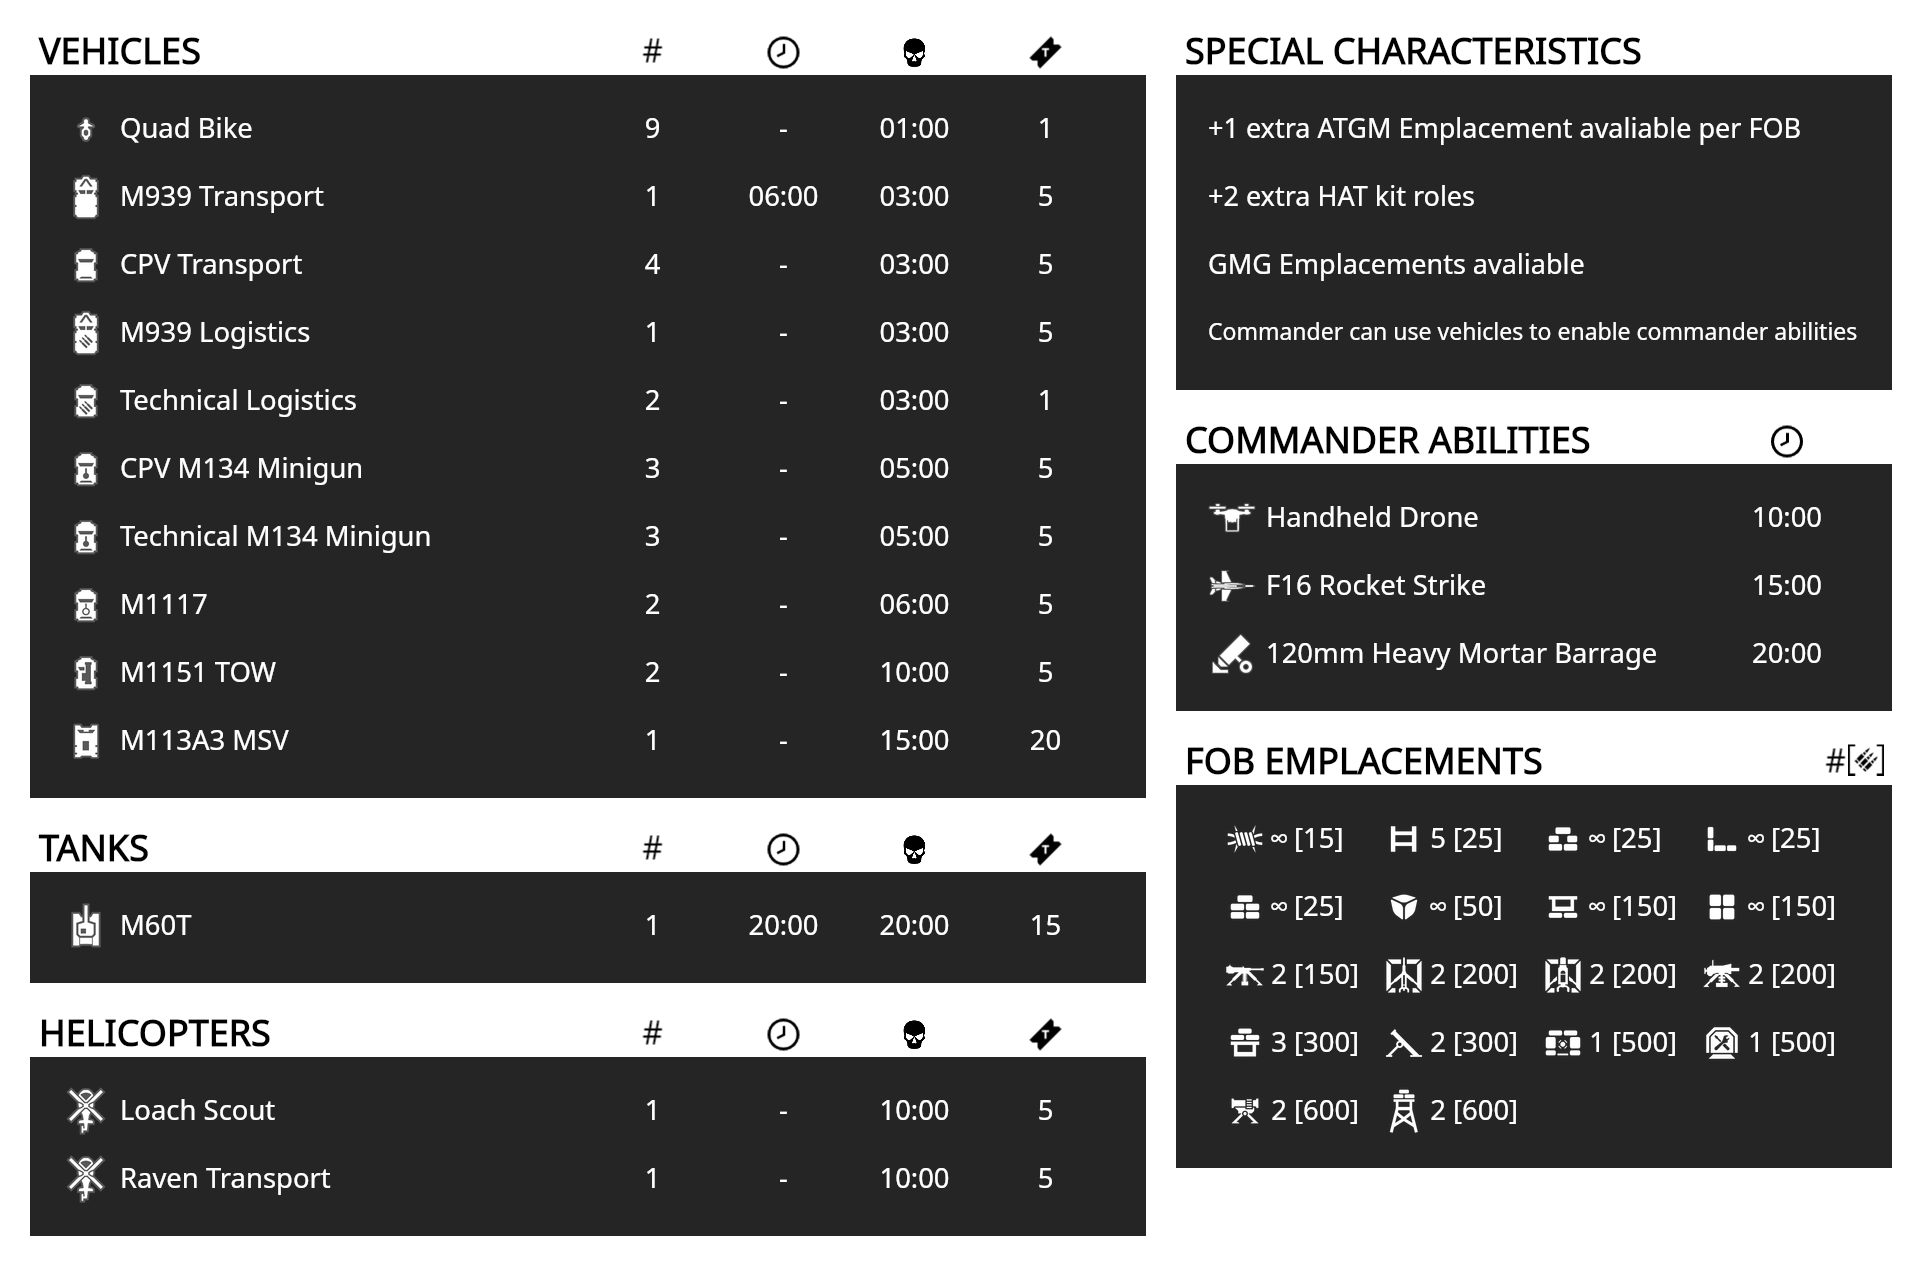 VEHICLES #
Quad Bike 9 - 01:00 1
M939 Transport 1 06:00 03:00 5
CPV Transport 4 - 03:00 5
M939 Logistics 1 - 03:00 5
Technical Logistics 2 - 03:00 1
CPV M134 Minigun 3 - 05:00 5
Technical M134 Minigun 3 - 05:00 5
M1117 2 - 06:00 5
M1151 TOW 2 - 10:00 5
M113A3 MSV 1 - 15:00 20
TANKS #
M60T 1 20:00 20:00 15
HELICOPTERS #
Loach Scout 1 - 10:00 5
Raven Transport 1 - 10:00 5
SPECIAL CHARACTERISTICS
+1 extra ATGM Emplacement avaliable per FOB
+2 extra HAT kit roles
GMG Emplacements avaliable
Commander can use vehicles to enable commander abilities
COMMANDER ABILITIES
Handheld Drone 10:00
F16 Rocket Strike 15:00
120mm Heavy Mortar Barrage 20:00
FOB EMPLACEMENTS #[]
∞ [15] 5 [25] ∞ [25] ∞ [25]
∞ [25] ∞ [50] ∞ [150] ∞ [150]
2 [150] 2 [200] 2 [200] 2 [200]
3 [300] 2 [300] 1 [500] 1 [500]
2 [600] 2 [600]